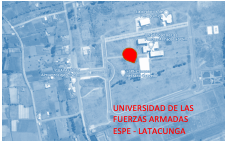 UNIVERSIDAD DE LAS
FUERZAS ARMADAS
ESPE - LATACUNGA